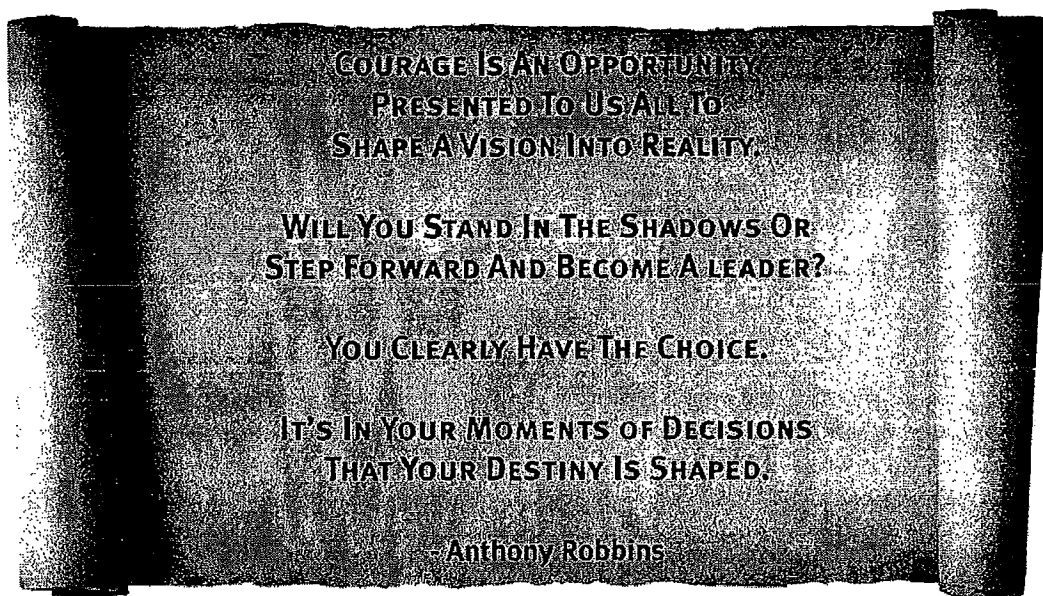 COURAGE IS AN OPPORTUNITY
PRESENTED TO US ALL TO
SHAPE A VISION INTO REALITY.
WILL YOU STAND IN THE SHADOWS OR
STEP FORWARD AND BECOME A LEADER?
YOU CLEARLY HAVE THE CHOICE.
IT'S IN YOUR MOMENTS OF DECISIONS
THAT YOUR DESTINY IS SHAPED.
- Anthony Robbins